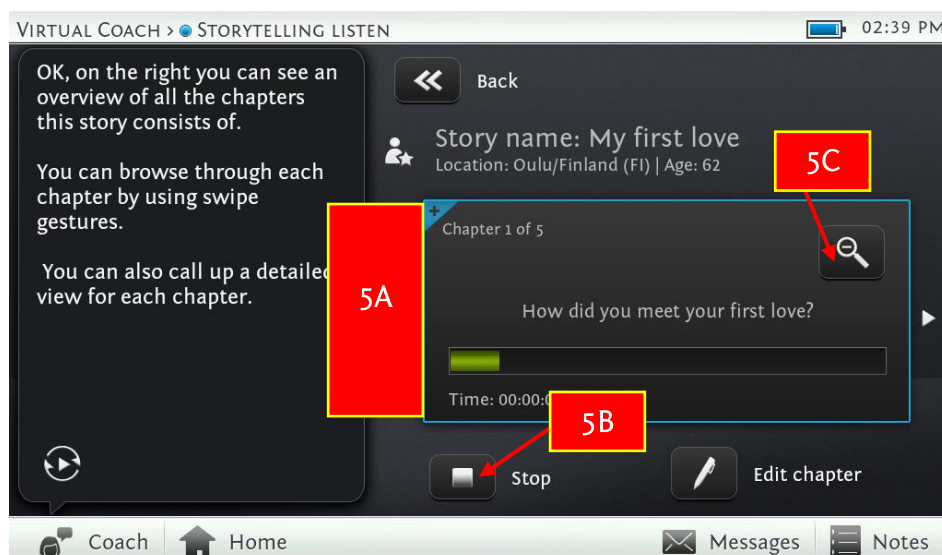 VIRTUAL COACH > STORYTELLING LISTEN
02:39 PM
OK, on the right you can see an
overview of all the chapters
this story consists of.
You can browse through each
chapter by using swipe
gestures.
You can also call up a detailed
view for each chapter.
Back
Story name: My first love
Location: Oulu/Finland (FI) | Age: 62
5C
5A
Chapter 1 of 5
How did you meet your first love?
Time: 00:00:
5B
Stop
Edit chapter
Coach
Home
Messages
Notes